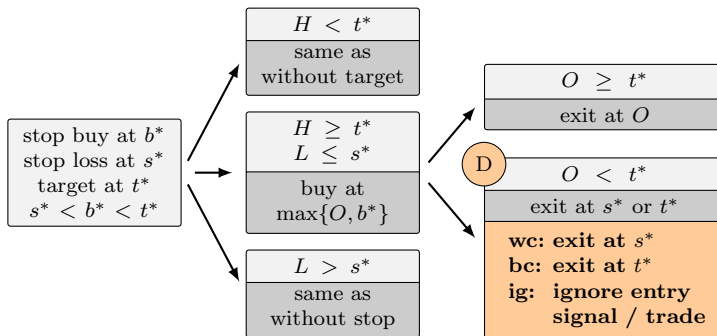 stop buy at b*
stop loss at s*
target at t*
s* < b* < t*
H < t*
same as
without target
H ≥ t*
L ≤ s*
buy at
max{O, b*}
L > s*
same as
without stop
O ≥ t*
exit at O
D
O < t*
exit at s* or t*
wc: exit at s*
bc: exit at t*
ig: ignore entry
signal / trade